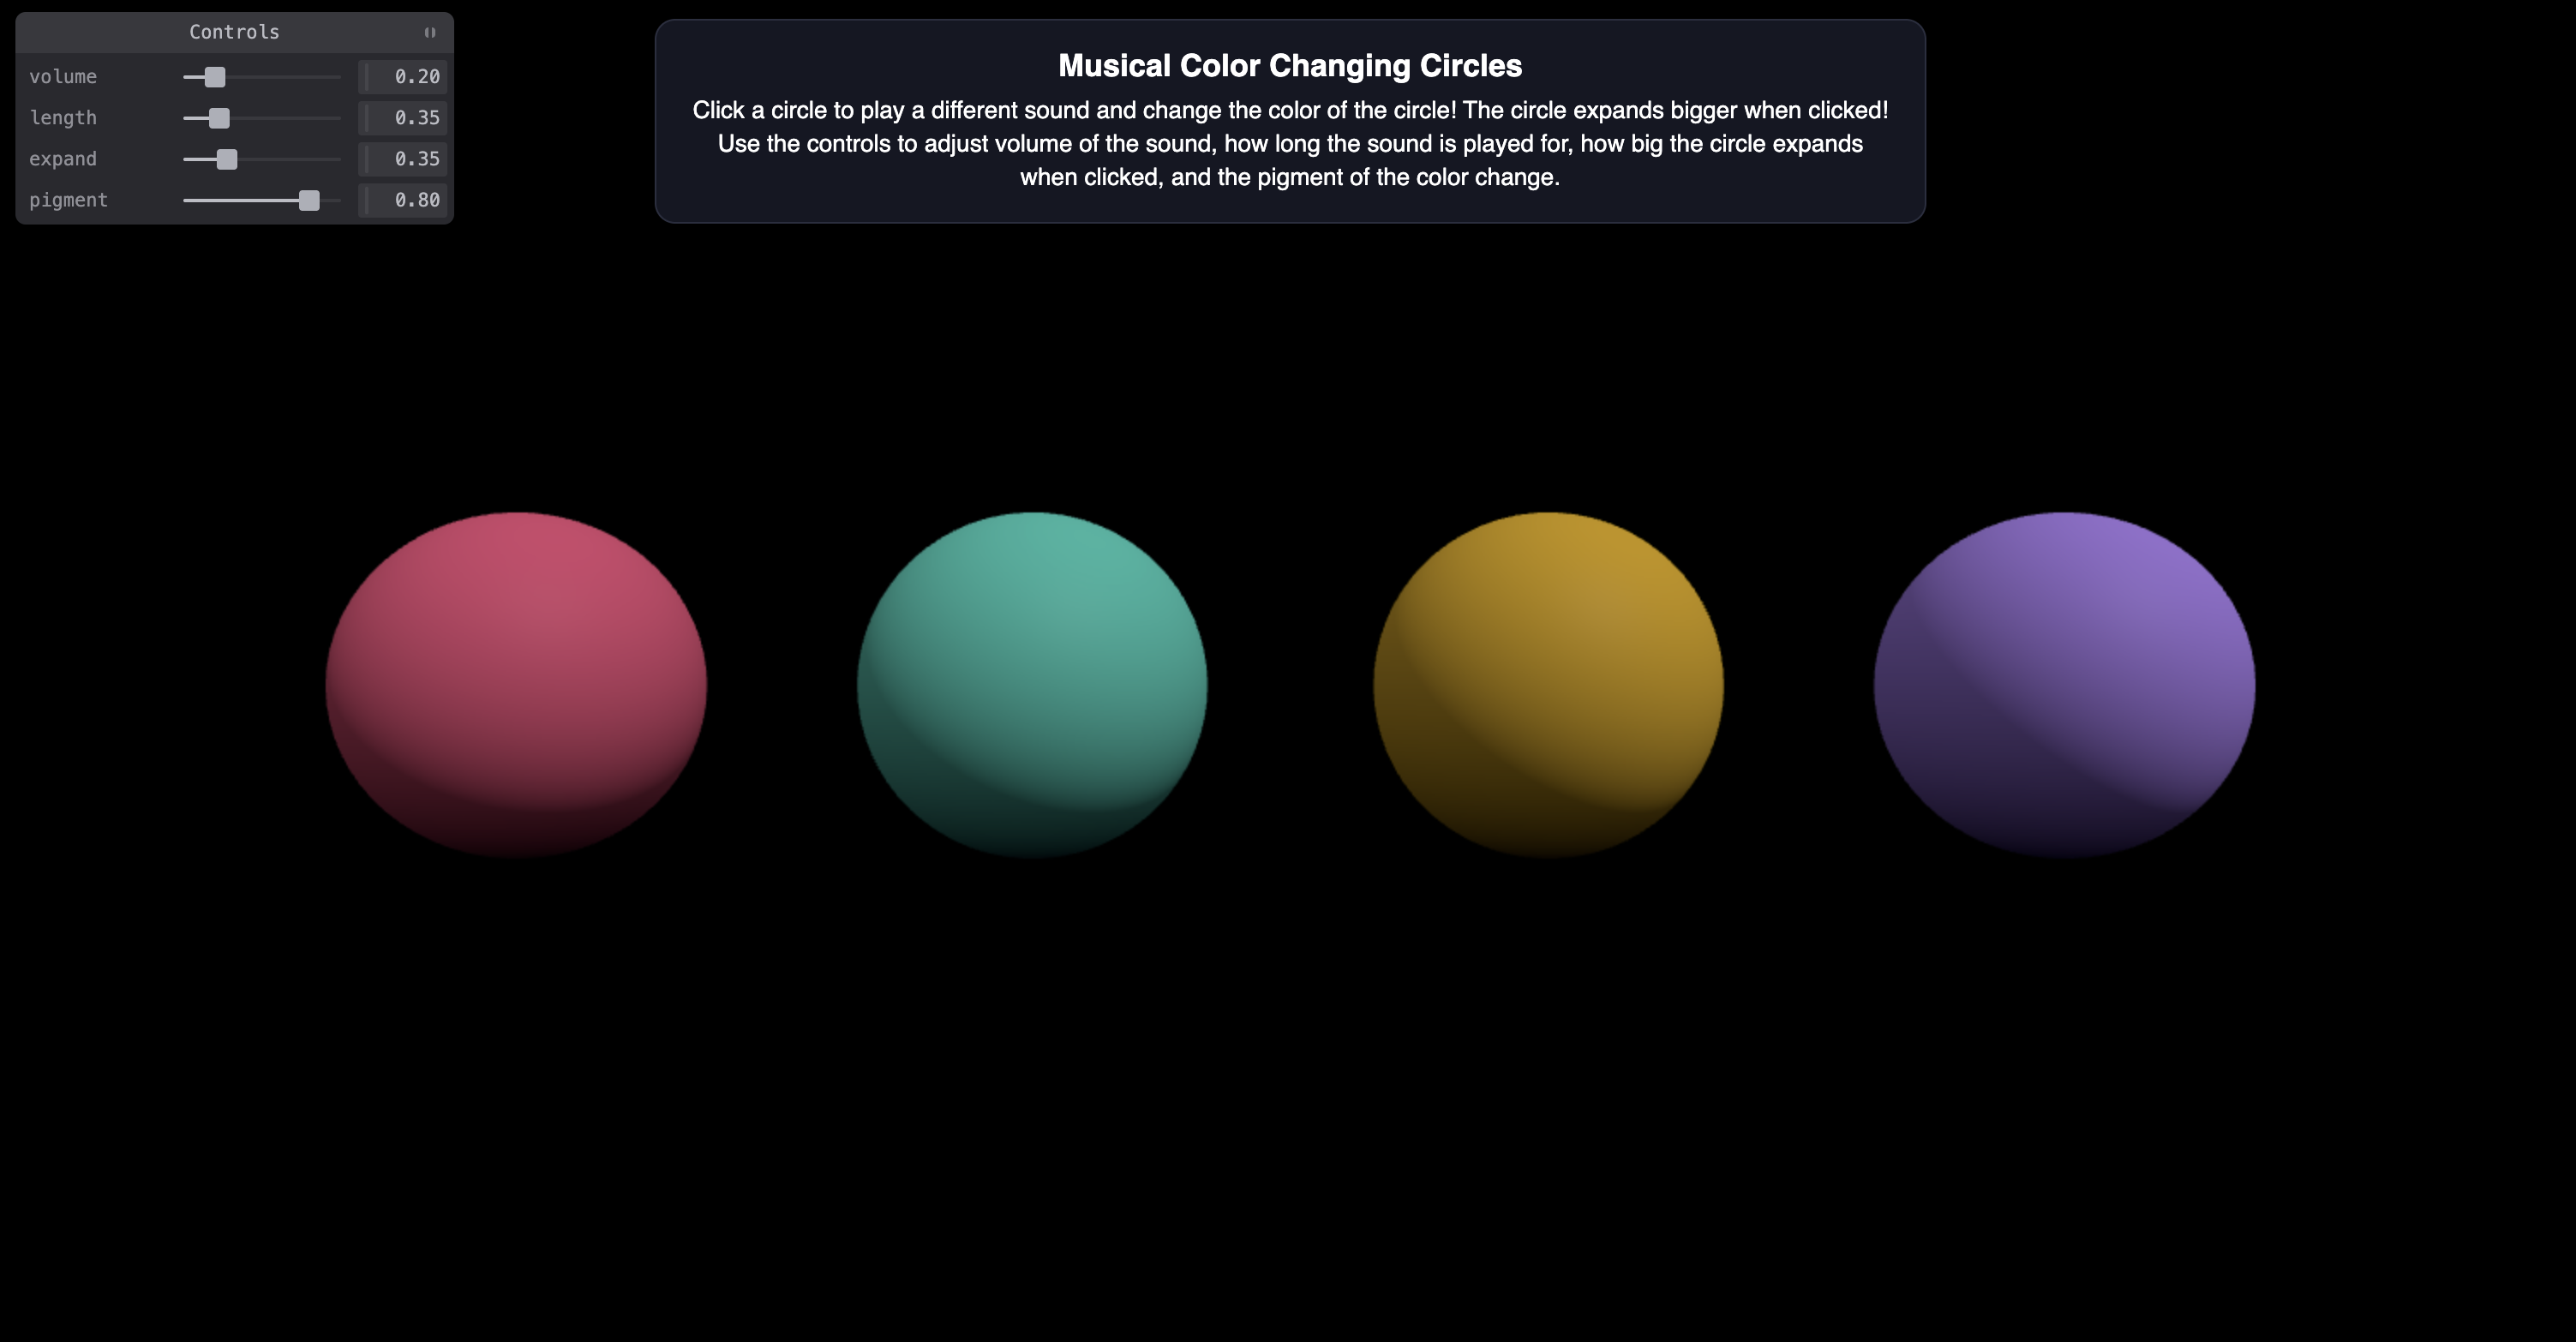 Controls
volume 0.20
length 0.35
expand 0.35
pigment 0.80
Musical Color Changing Circles
Click a circle to play a different sound and change the color of the circle! The circle expands bigger when clicked!
Use the controls to adjust volume of the sound, how long the sound is played for, how big the circle expands
when clicked, and the pigment of the color change.